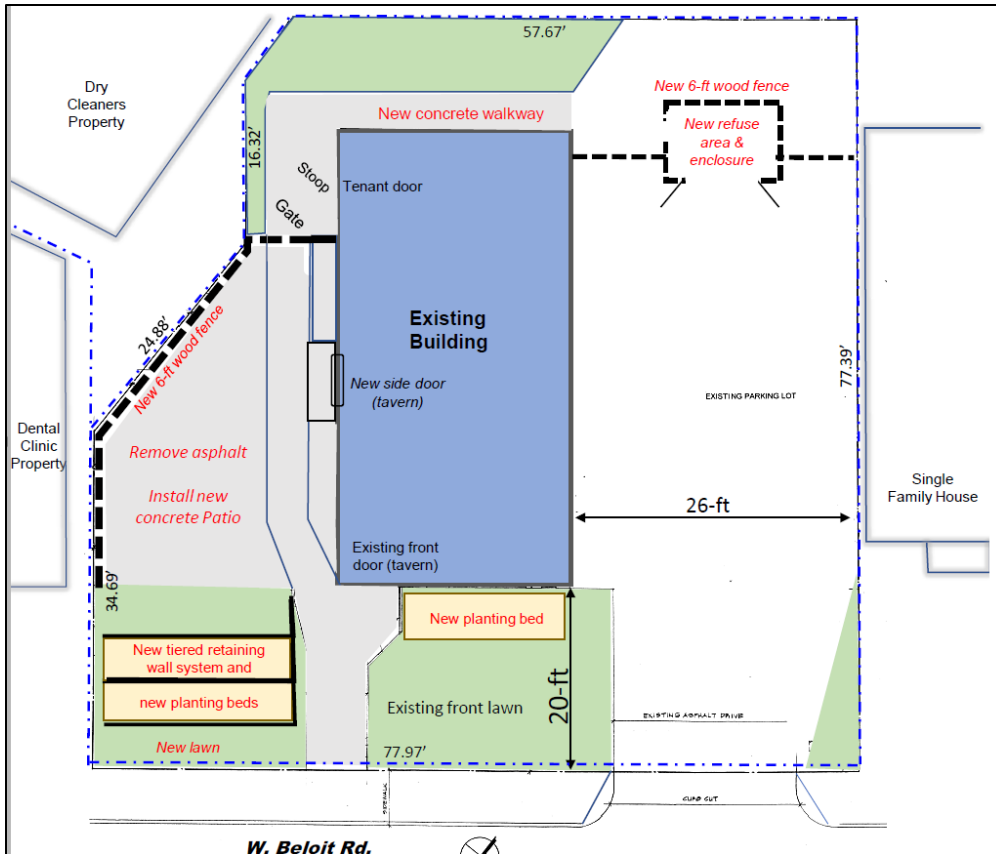 57.67’
Dry
Cleaners
Property
New 6-ft wood fence
New concrete walkway
New refuse
area &
enclosure
16.32’
Stoop
Tenant door
Gate
24.88’
New 6-ft wood fence
Existing
Building
New side door
(tavern)
77.39’
EXISTING PARKING LOT
Dental
Clinic
Property
Remove asphalt
Install new
concrete Patio
Single
Family House
26-ft
Existing front
door (tavern)
34.69’
New planting bed
New tiered retaining
wall system and
new planting beds
Existing front lawn
20-ft
EXISTING ASPHALT DRIVE
New lawn
77.97’
SIDEWALK
CURB CUT
W. Beloit Rd.